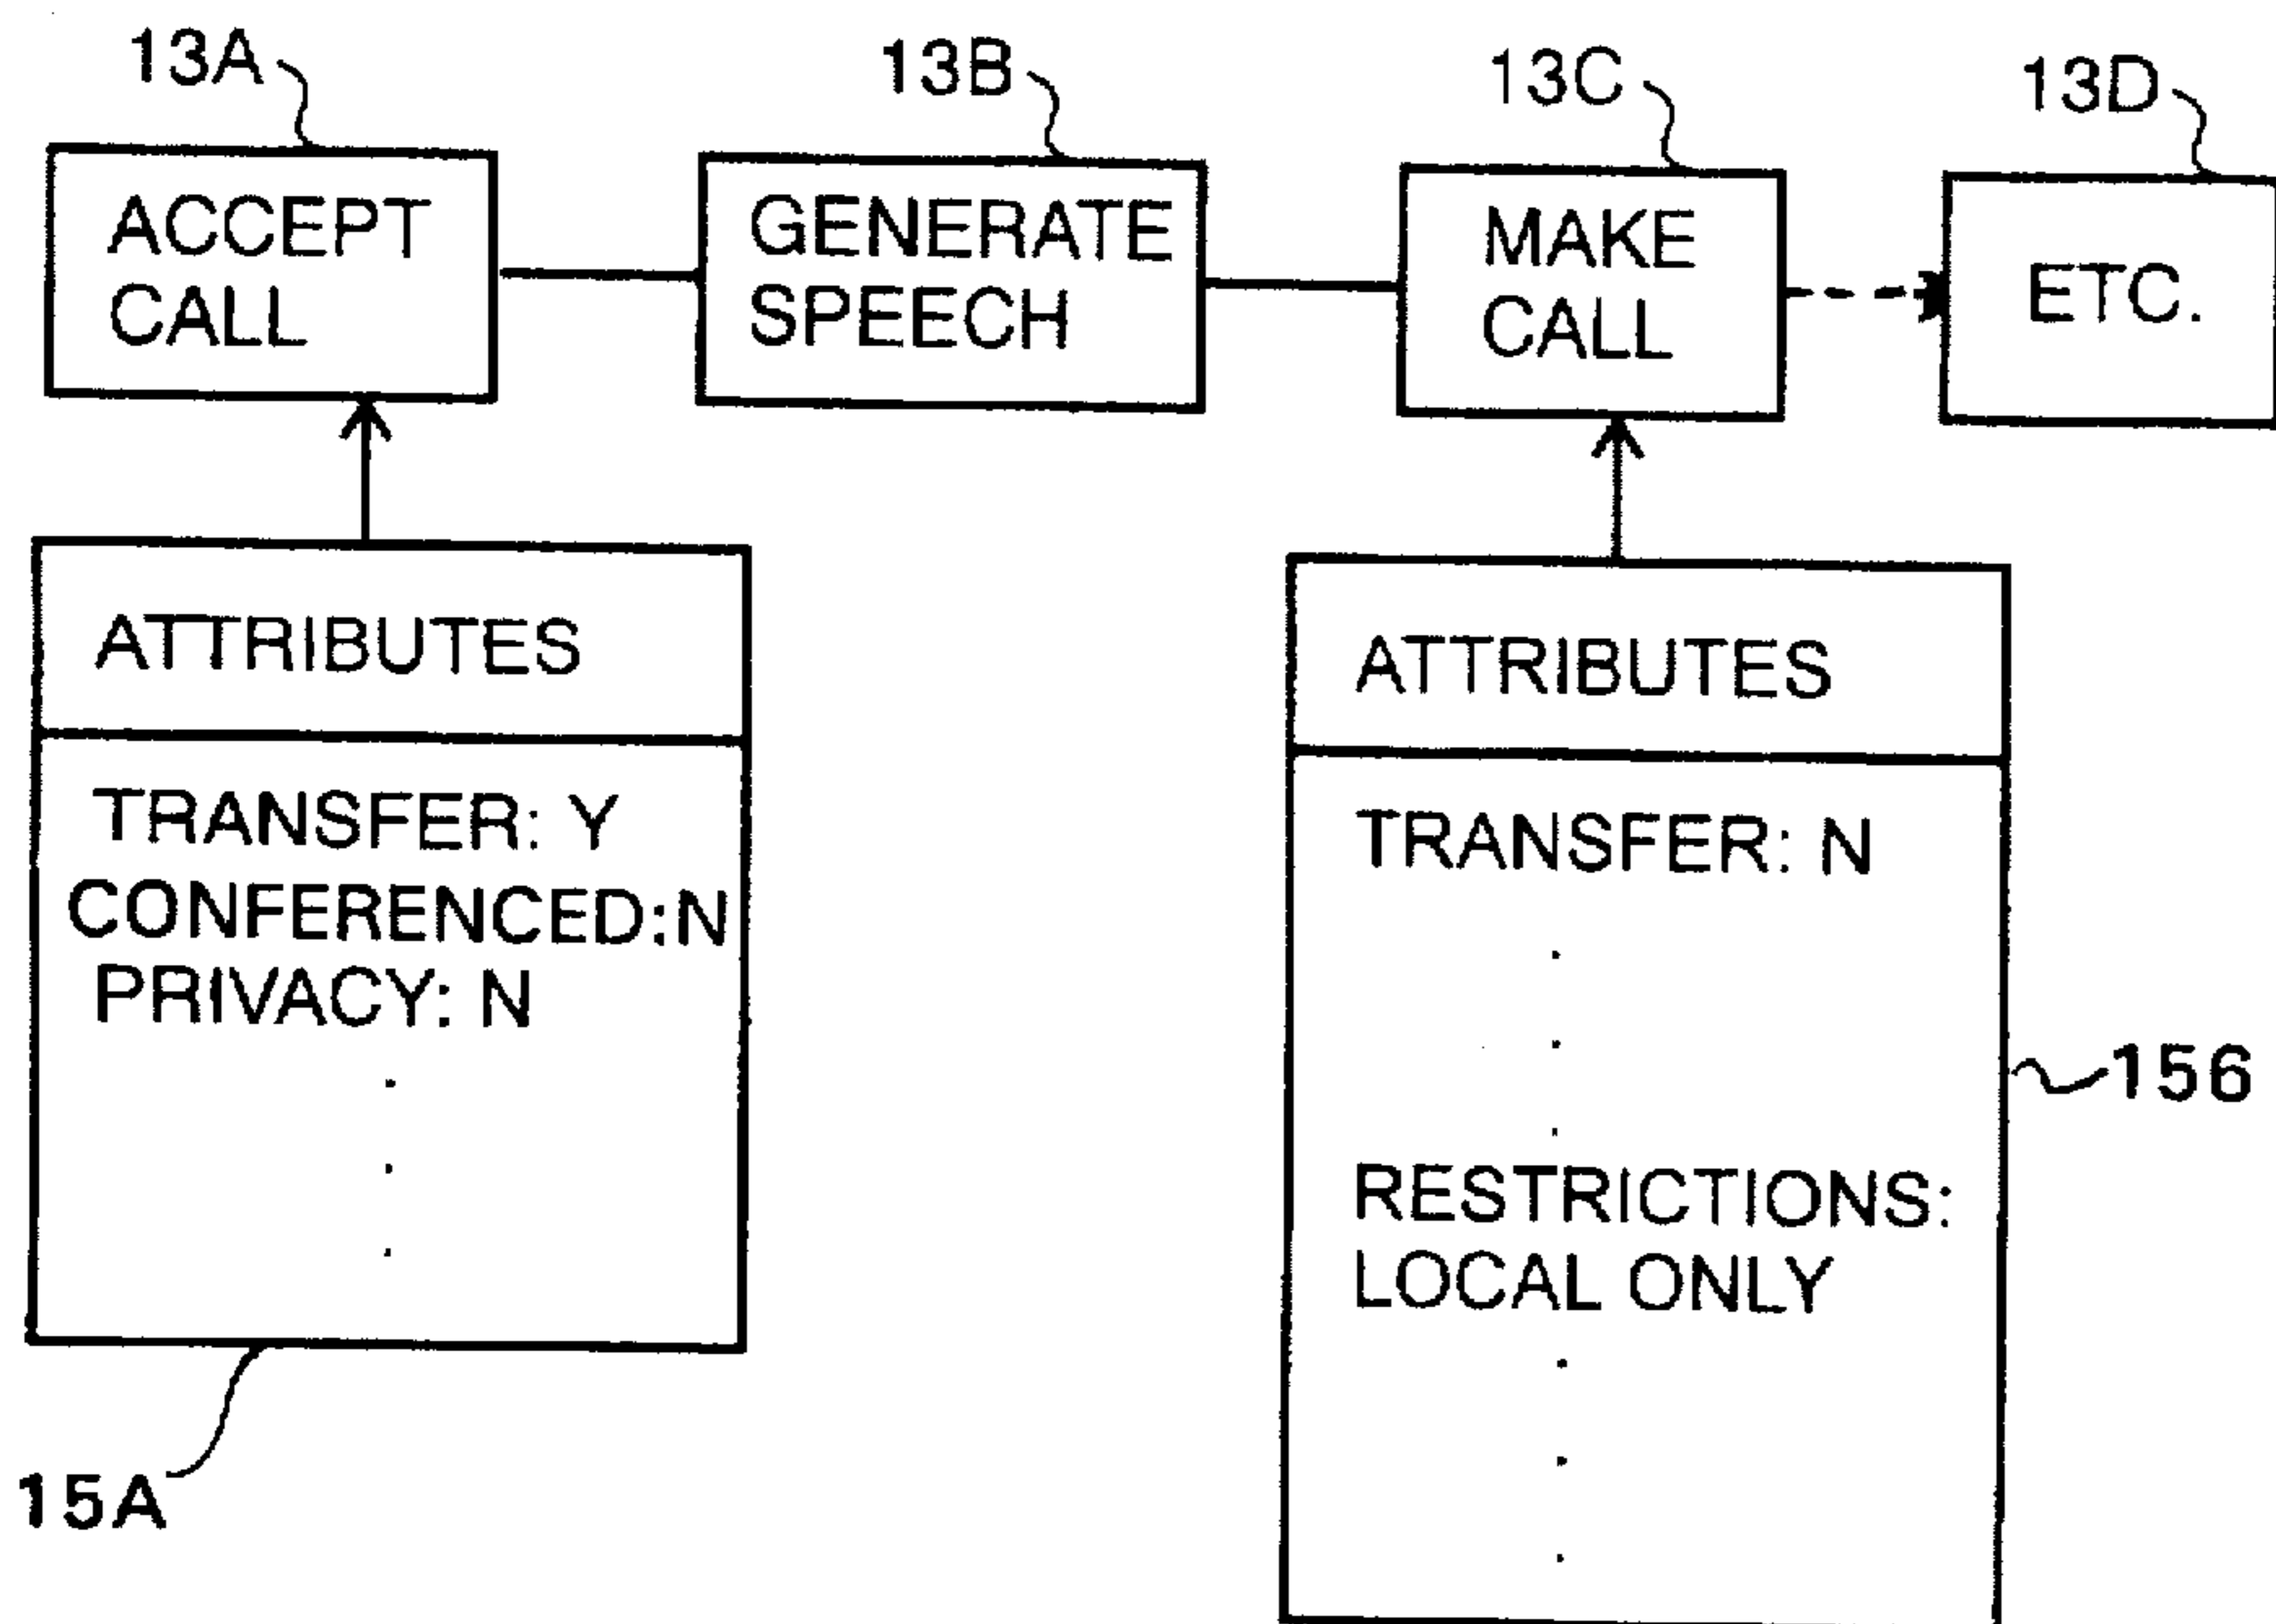 13A
13B
13C
13D
ACCEPT
CALL
GENERATE
SPEECH
MAKE
CALL
ETC.
ATTRIBUTES
TRANSFER: Y
CONFERENCED:N
PRIVACY: N
15A
ATTRIBUTES
TRANSFER: N
RESTRICTIONS:
LOCAL ONLY
156